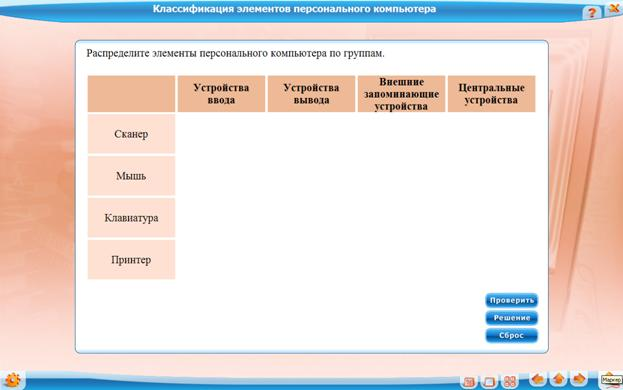 Классификация элементов персонального компьютера
?
Распределите элементы персонального компьютера по группам.
Устройства
ввода
Устройства
вывода
Внешние
запоминающие
устройства
Центральные
устройства
Сканер
Мышь
Клавиатура
Принтер
Проверить
Решение
Сброс
Маркер